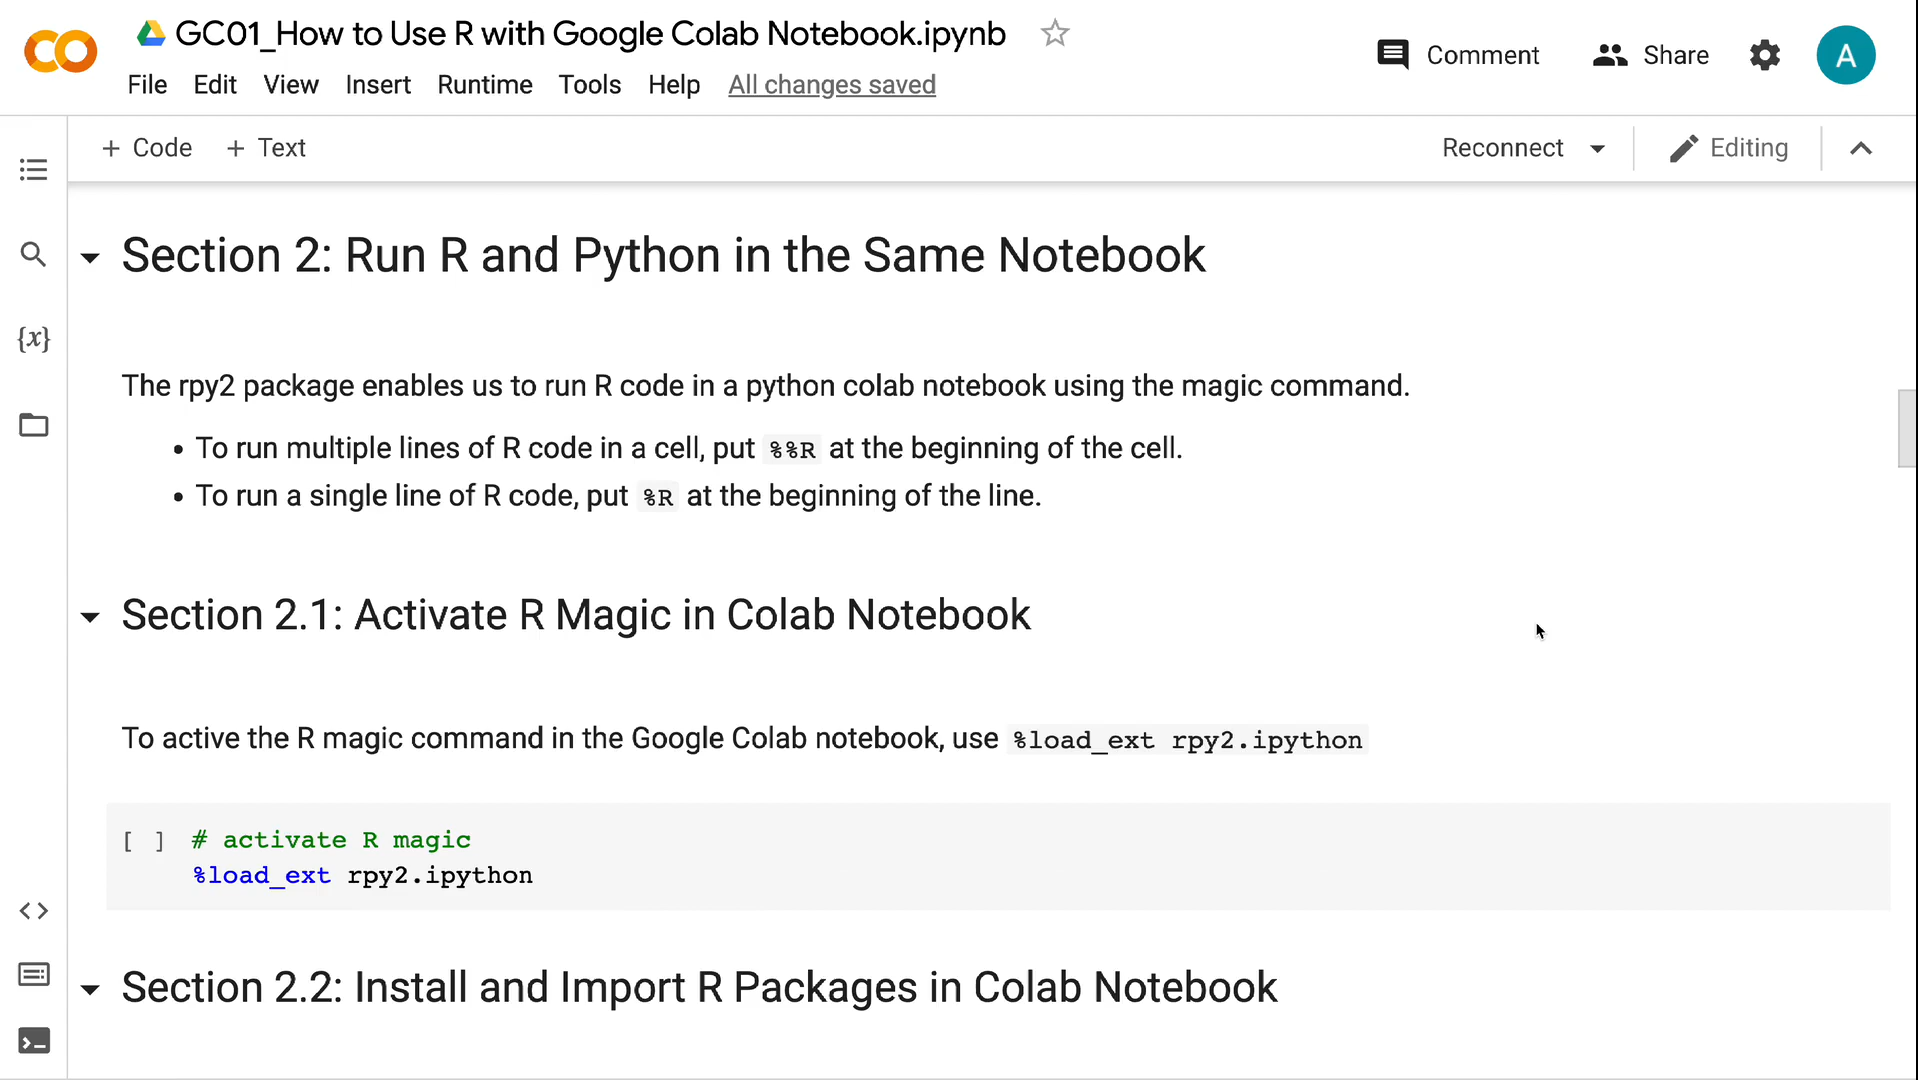 GC01_How to Use R with Google Colab Notebook.ipynb
File Edit View Insert Runtime Tools Help All changes saved
Comment Share A
+ Code + Text Reconnect Editing
{x}
Section 2: Run R and Python in the Same Notebook
The rpy2 package enables us to run R code in a python colab notebook using the magic command.
• To run multiple lines of R code in a cell, put %%R at the beginning of the cell.
• To run a single line of R code, put %R at the beginning of the line.
Section 2.1: Activate R Magic in Colab Notebook
To active the R magic command in the Google Colab notebook, use %load_ext rpy2.ipython
[ ] # activate R magic
%load_ext rpy2.ipython
Section 2.2: Install and Import R Packages in Colab Notebook